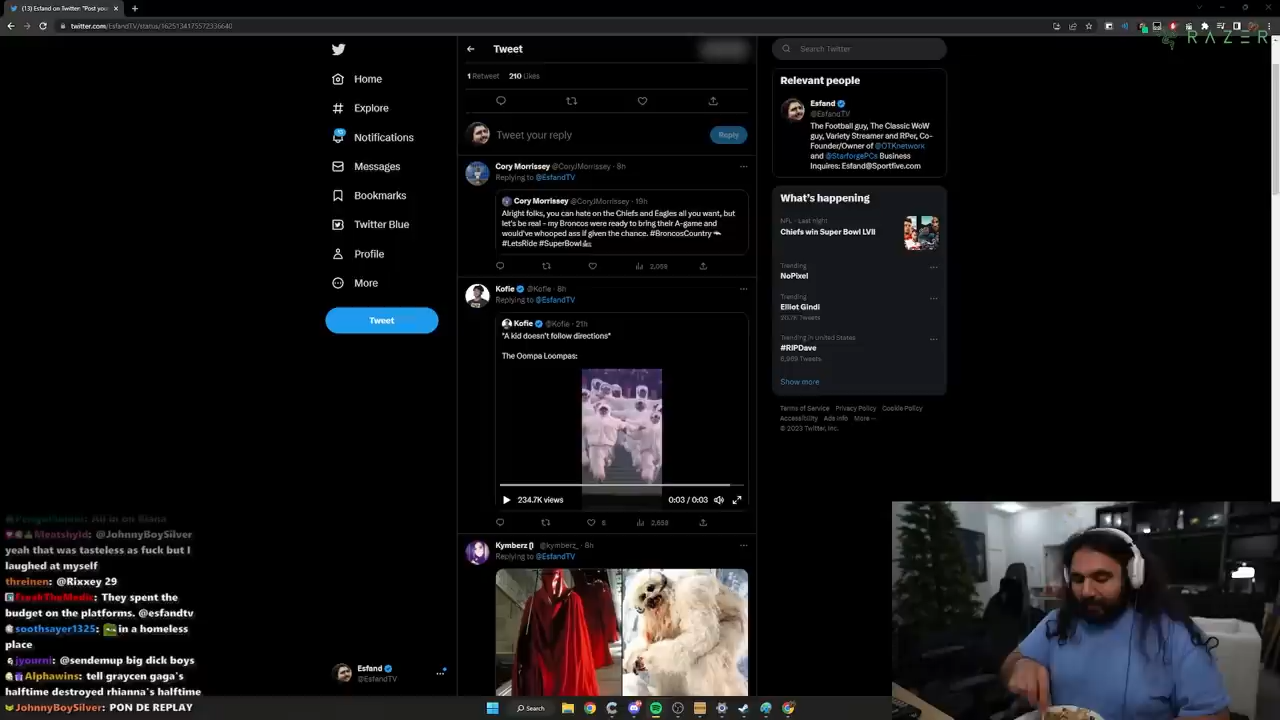 (13) Esfand on Twitter: "Post you
twitter.com/EsfandTV/status/1625134175572336640
RAZER
Tweet
Search Twitter
Home
Explore
Notifications
Messages
Bookmarks
Twitter Blue
Profile
More
Tweet
Esfand
@EsfandTV
1 Retweet 210 Likes
Tweet your reply
Reply
Cory Morrissey @CoryJMorrissey · 8h
Replying to @EsfandTV
Cory Morrissey @CoryJMorrissey · 19h
Alright folks, you can hate on the Chiefs and Eagles all you want, but
let's be real - my Broncos were ready to bring their A-game and
would've whooped ass if given the chance. #BroncosCountry
#LetsRide #SuperBowl
2,059
Kofie @Kofie · 8h
Replying to @EsfandTV
Kofie @Kofie · 21h
*A kid doesn't follow directions*
The Oompa Loompas:
234.7K views
0:03 / 0:03
6
2,659
Kymberz @kymberz_ · 8h
Replying to @EsfandTV
Relevant people
Esfand
@EsfandTV
The Football guy, The Classic WoW
guy, Variety Streamer and RPer, Co-
Founder/Owner of @OTKnetwork
and @StarforgePCs Business
Inquires: Esfand@Sportfive.com
What's happening
NFL · Last night
Chiefs win Super Bowl LVII
Trending
NoPixel
Trending
Elliot Gindi
Trending in United States
#RIPDave
6,969 Tweets
Show more
Terms of Service Privacy Policy Cookie Policy
Accessibility Ads info More ···
© 2023 Twitter, Inc.
Meatshyld: @JohnnyBoySilver
yeah that was tasteless as fuck but I
laughed at myself
threinen: @Rixxey 29
FreakTheMedic: They spent the
budget on the platforms. @esfandtv
soothsayer1325: in a homeless
place
jyourni: @sendemup big dick boys
Alphawins: tell graycen gaga's
halftime destroyed rhianna's halftime
JohnnyBoySilver: PON DE REPLAY
Search